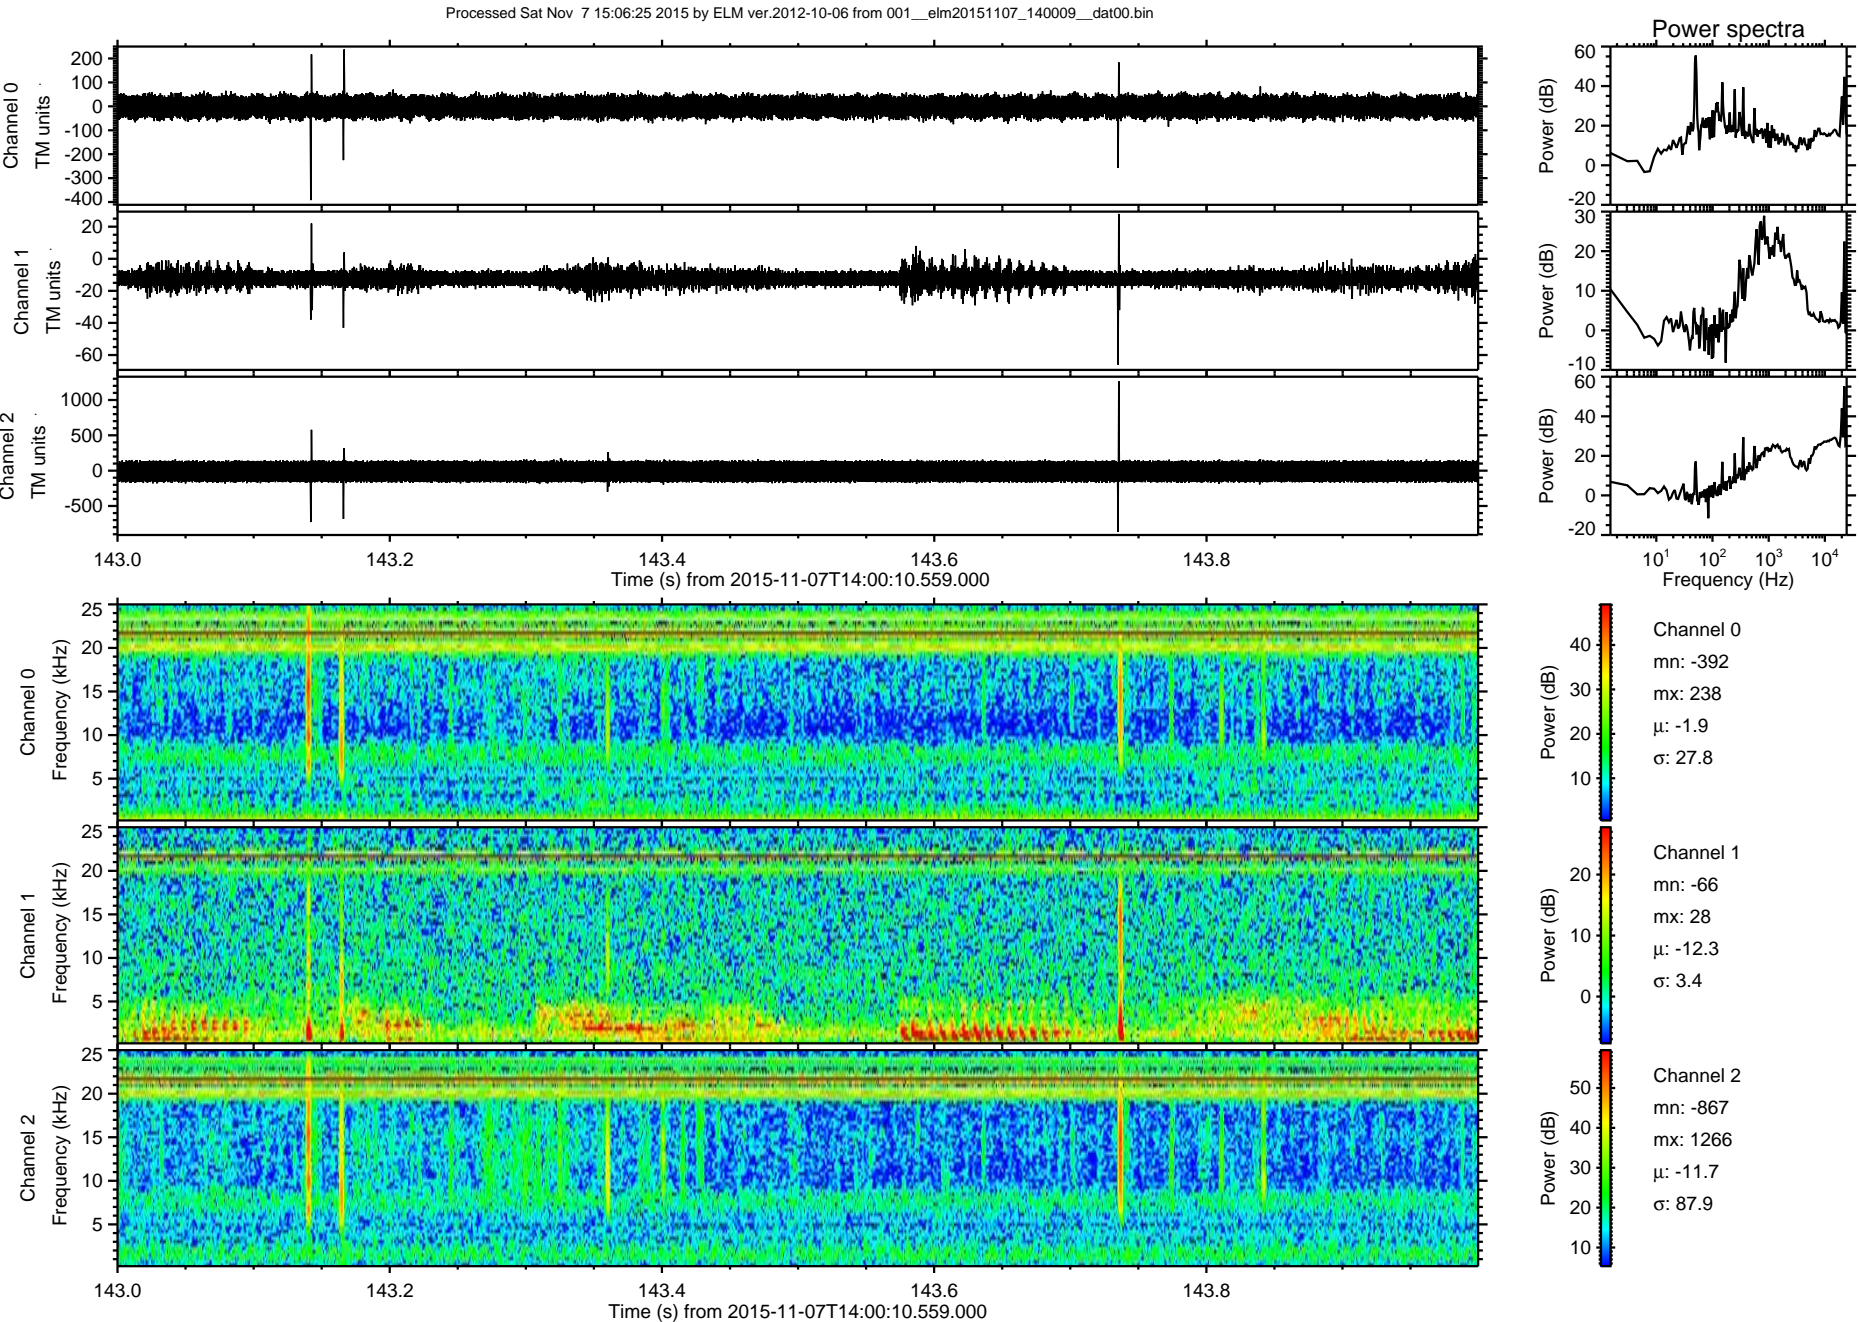 Processed Sat Nov  7 15:06:25 2015 by ELM ver.2012-10-06 from 001__elm20151107_140009__dat00.bin
Power spectra
Channel 0
TM units
200
100
0
-100
-200
-300
-400
Power (dB)
60
40
20
0
-20
Channel 1
TM units
20
0
-20
-40
-60
Power (dB)
30
20
10
0
-10
Channel 2
TM units
1000
500
0
-500
Power (dB)
60
40
20
0
-20
143.0 143.2 143.4 143.6 143.8
Time (s) from 2015-11-07T14:00:10.559.000
10^1 10^2 10^3 10^4
Frequency (Hz)
Channel 0
Frequency (kHz)
25
20
15
10
5
Power (dB)
40
30
20
10
Channel 0
mn: -392
mx: 238
μ: -1.9
σ: 27.8
Channel 1
Frequency (kHz)
25
20
15
10
5
Power (dB)
20
10
0
Channel 1
mn: -66
mx: 28
μ: -12.3
σ: 3.4
Channel 2
Frequency (kHz)
25
20
15
10
5
Power (dB)
50
40
30
20
10
Channel 2
mn: -867
mx: 1266
μ: -11.7
σ: 87.9
143.0 143.2 143.4 143.6 143.8
Time (s) from 2015-11-07T14:00:10.559.000